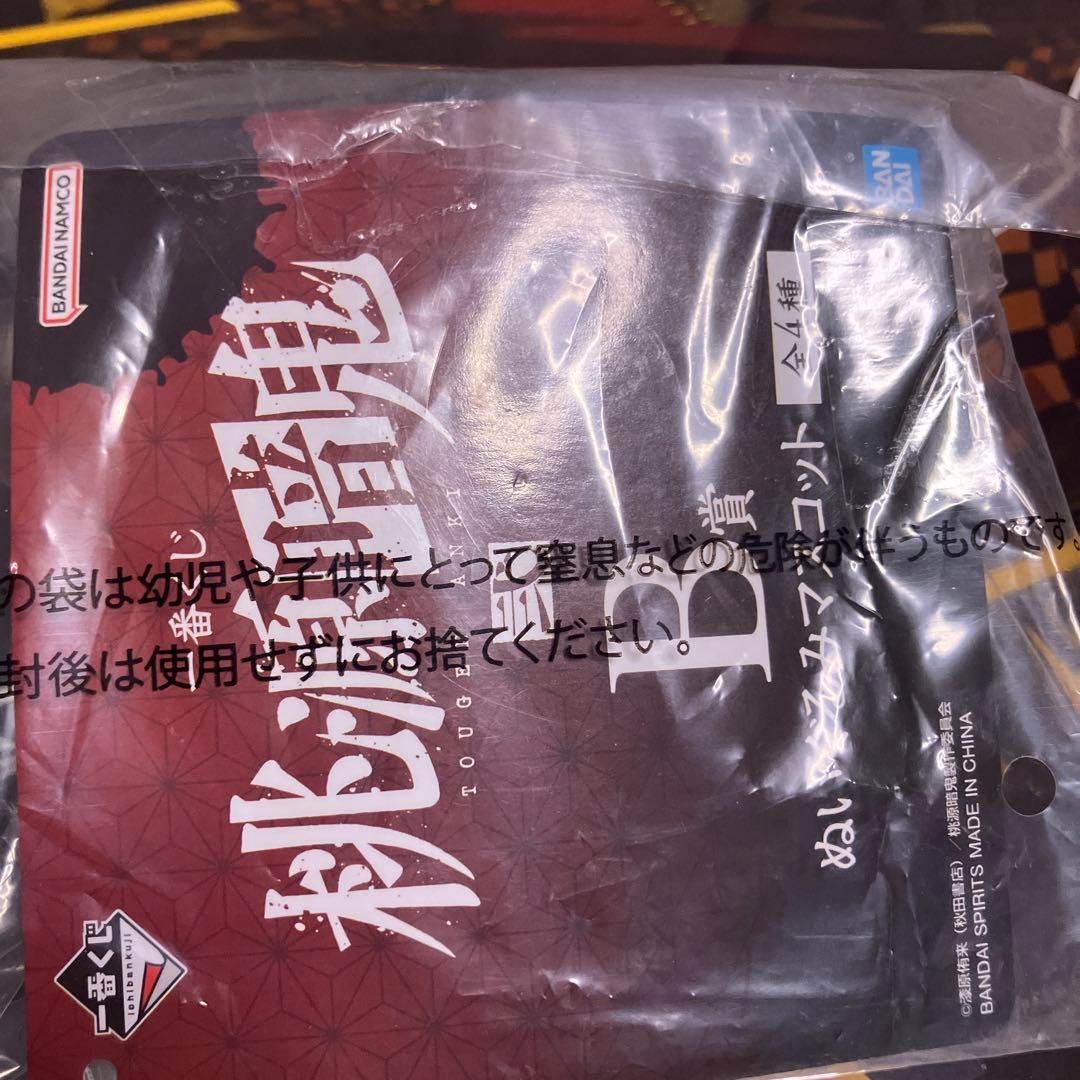 BANDAI NAMCO
BANDAI
一番くじ
桃源暗鬼
TOUGEN ANKI
B賞
ぬいぐるみマスコット
全4種
一番くじ
ichibankuji
©漆原侑来（秋田書店）／桃源暗鬼製作委員会
BANDAI SPIRITS MADE IN CHINA
の袋は幼児や子供にとって窒息などの危険が伴うものです。
封後は使用せずにお捨てください。